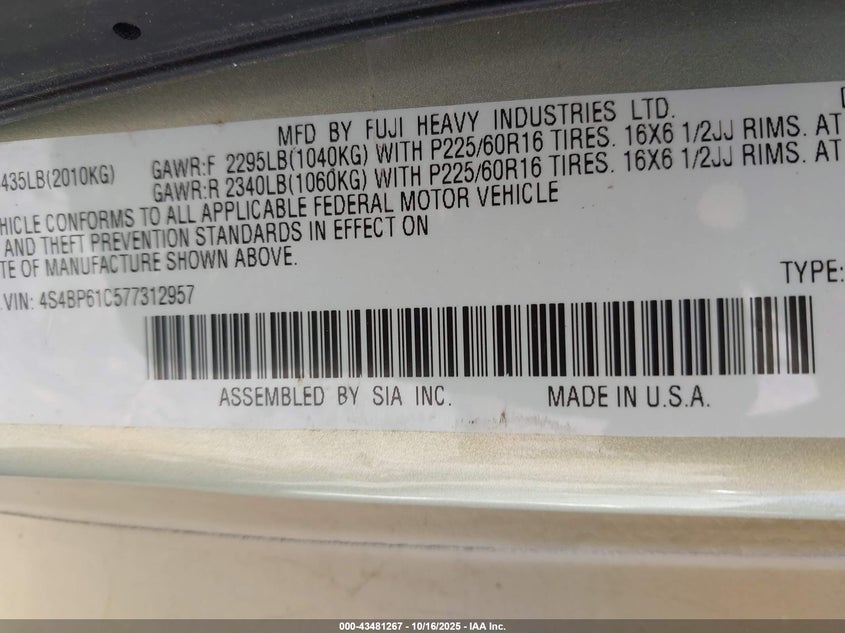 MFD BY FUJI HEAVY INDUSTRIES LTD.
435LB(2010KG) GAWR:F 2295LB(1040KG) WITH P225/60R16 TIRES. 16X6 1/2JJ RIMS. AT
GAWR:R 2340LB(1060KG) WITH P225/60R16 TIRES. 16X6 1/2JJ RIMS. AT
HICLE CONFORMS TO ALL APPLICABLE FEDERAL MOTOR VEHICLE
AND THEFT PREVENTION STANDARDS IN EFFECT ON
TE OF MANUFACTURE SHOWN ABOVE.
VIN: 4S4BP61C577312957
TYPE:
ASSEMBLED BY SIA INC. MADE IN U.S.A.
000-43481267 - 10/16/2025 - IAA Inc.